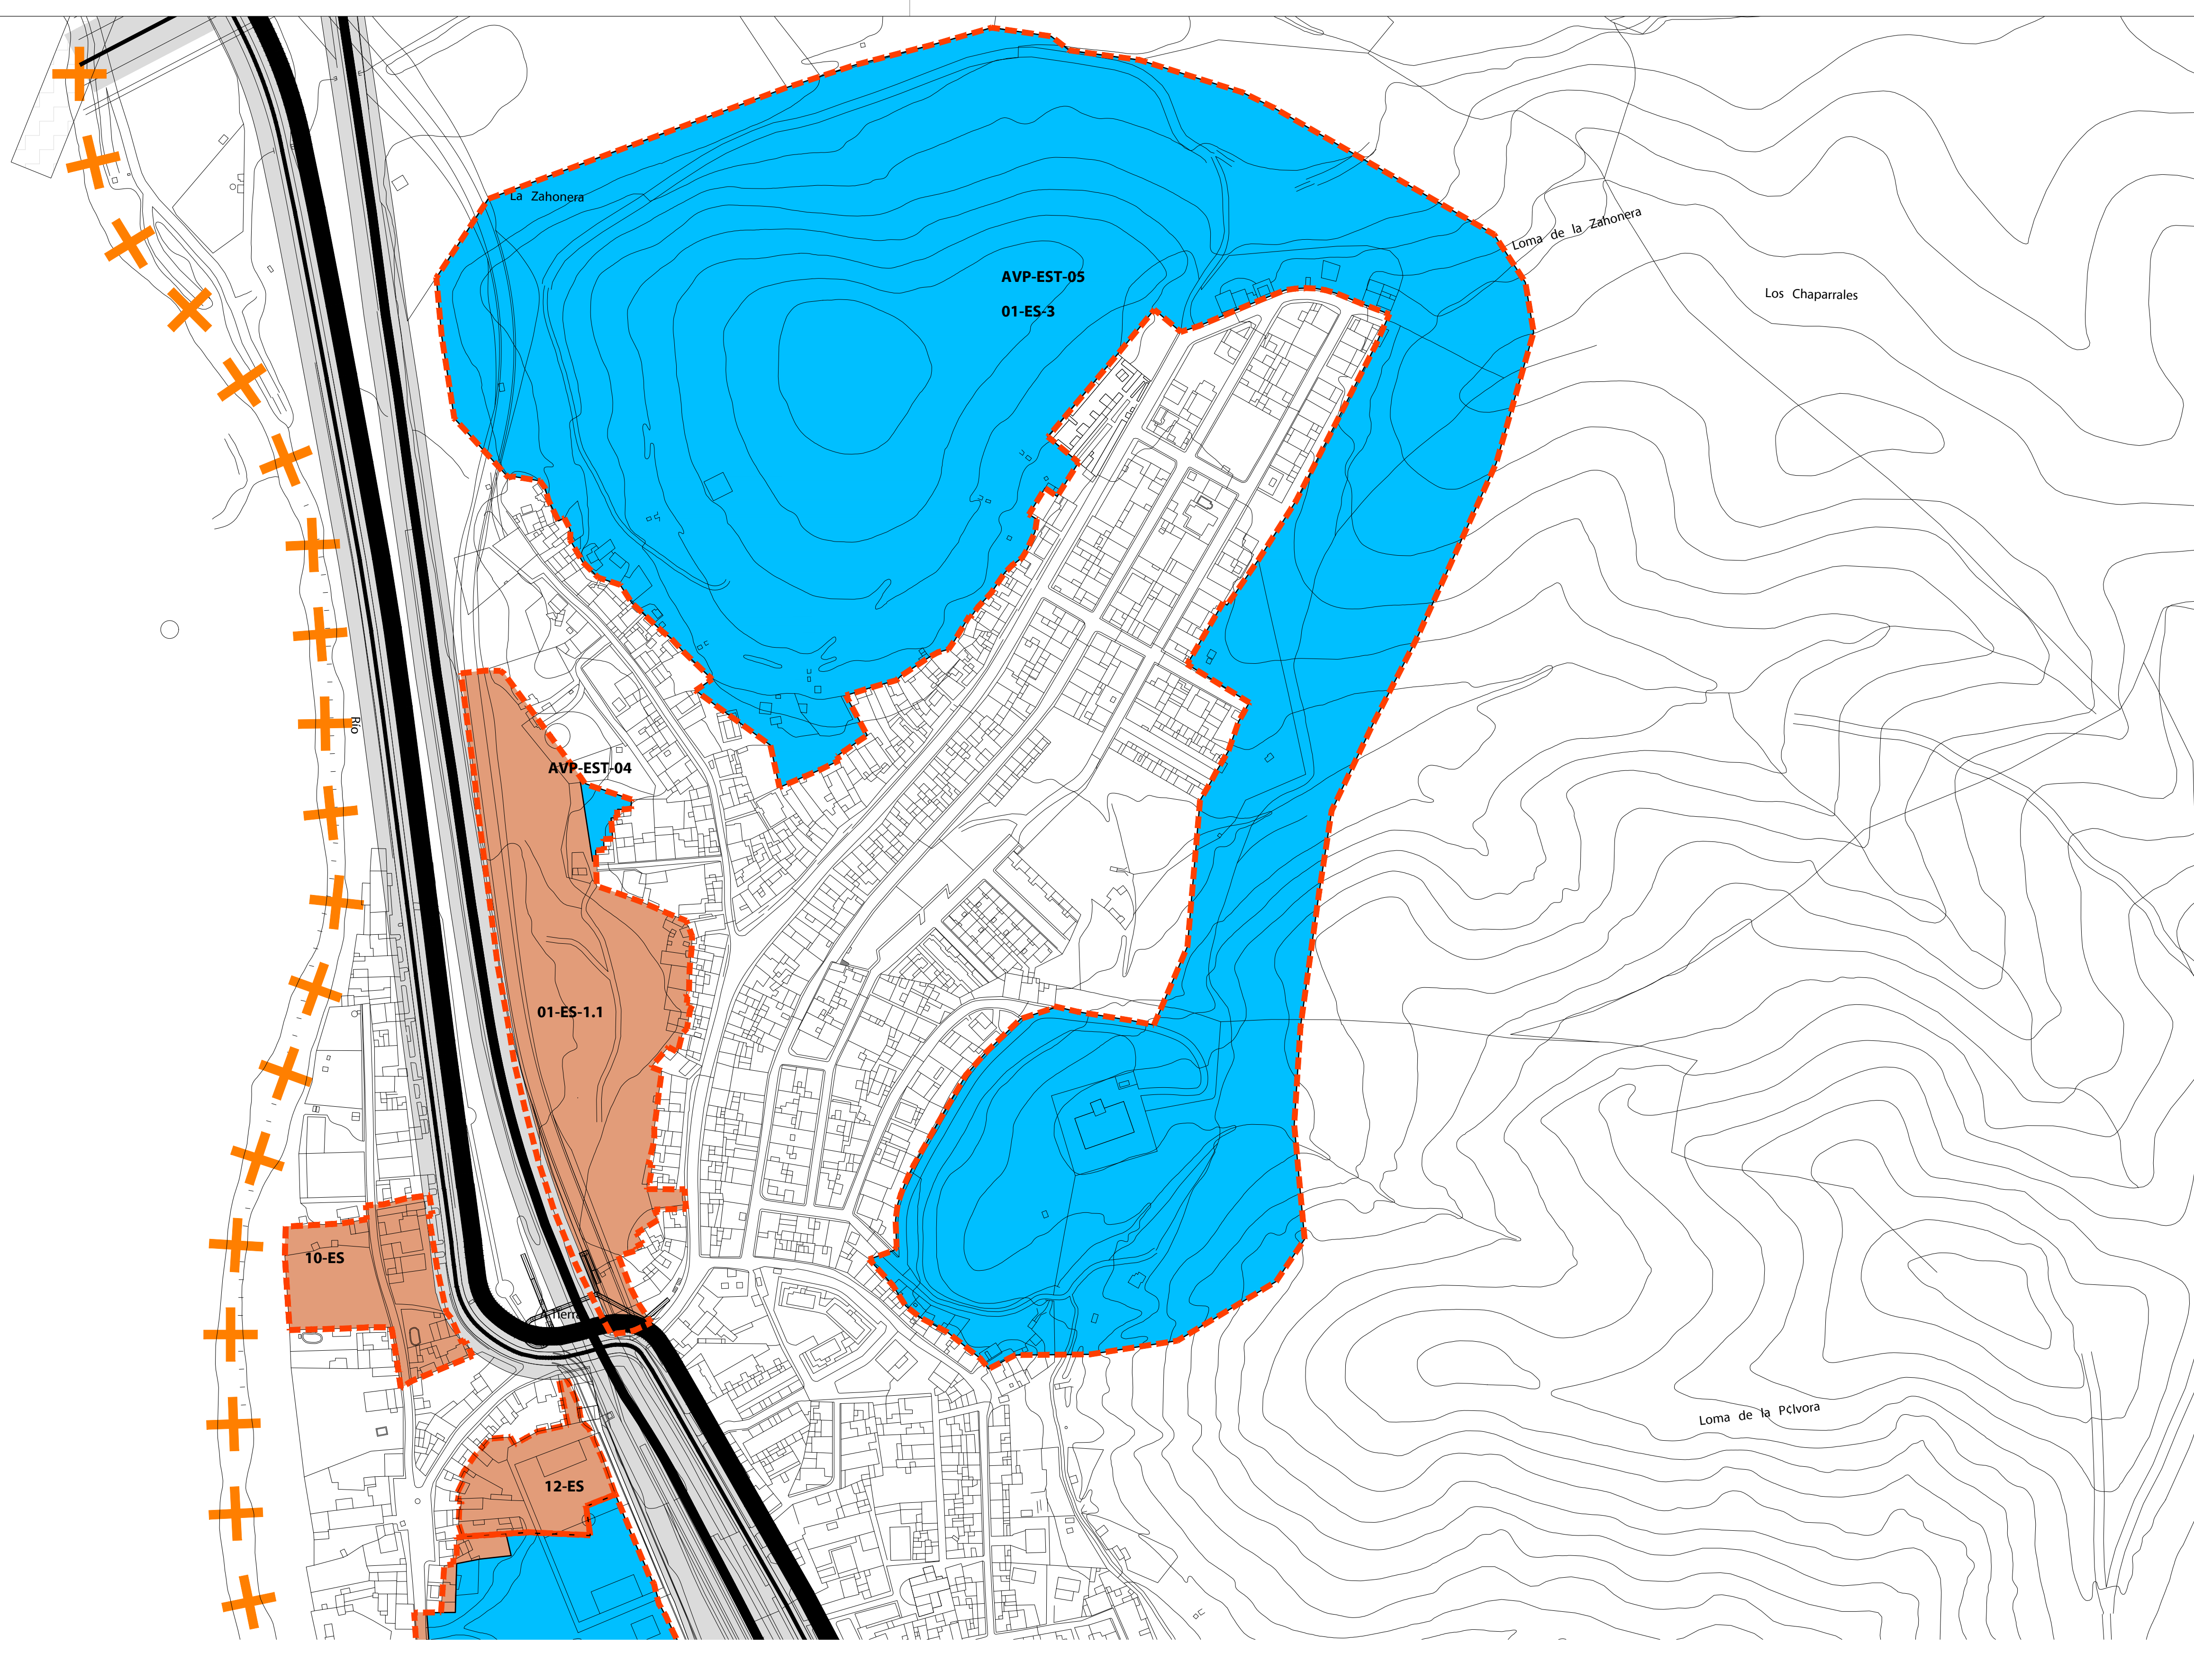 La Zahonera
Loma de la Zahonera
AVP-EST-05
01-ES-3
Los Chaparrales
Río
AVP-EST-04
01-ES-1.1
10-ES
Loma de la P¢lvora
12-ES